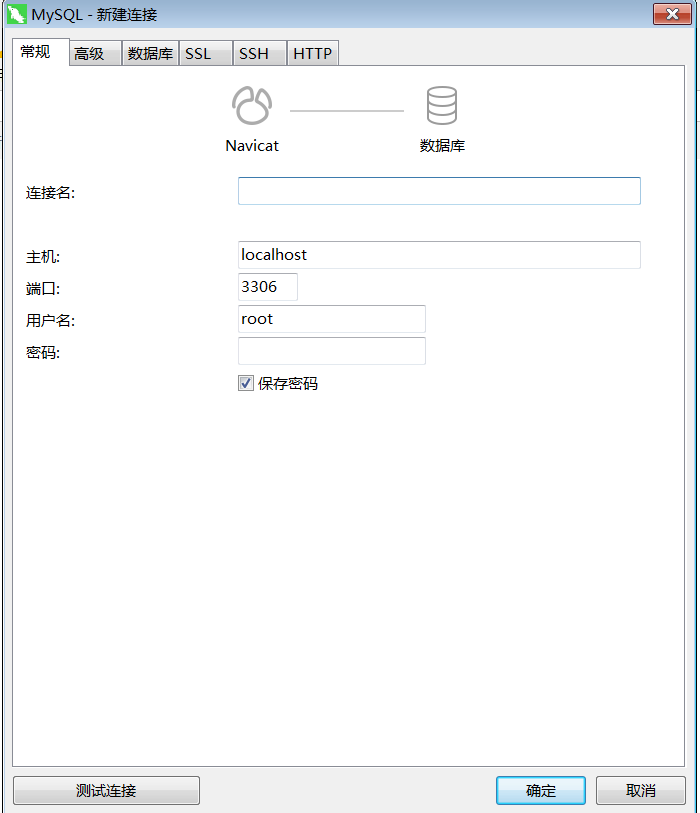 MySQL - 新建连接
常规 高级 数据库 SSL SSH HTTP
Navicat 数据库
连接名:
主机: localhost
端口: 3306
用户名: root
密码:
保存密码
测试连接 确定 取消